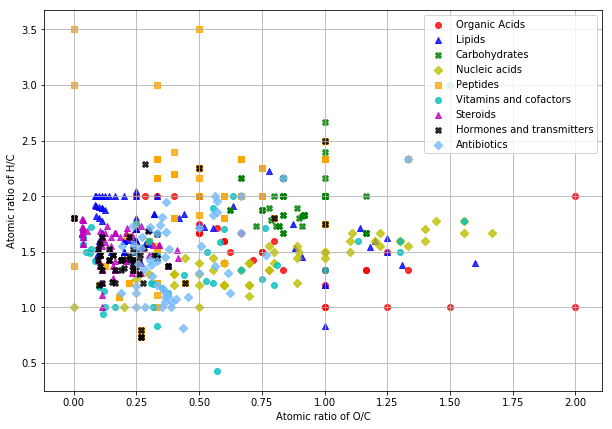 Organic Acids
Lipids
Carbohydrates
Nucleic acids
Peptides
Vitamins and cofactors
Steroids
Hormones and transmitters
Antibiotics
3.5
3.0
2.5
2.0
1.5
1.0
0.5
Atomic ratio of H/C
0.00 0.25 0.50 0.75 1.00 1.25 1.50 1.75 2.00
Atomic ratio of O/C